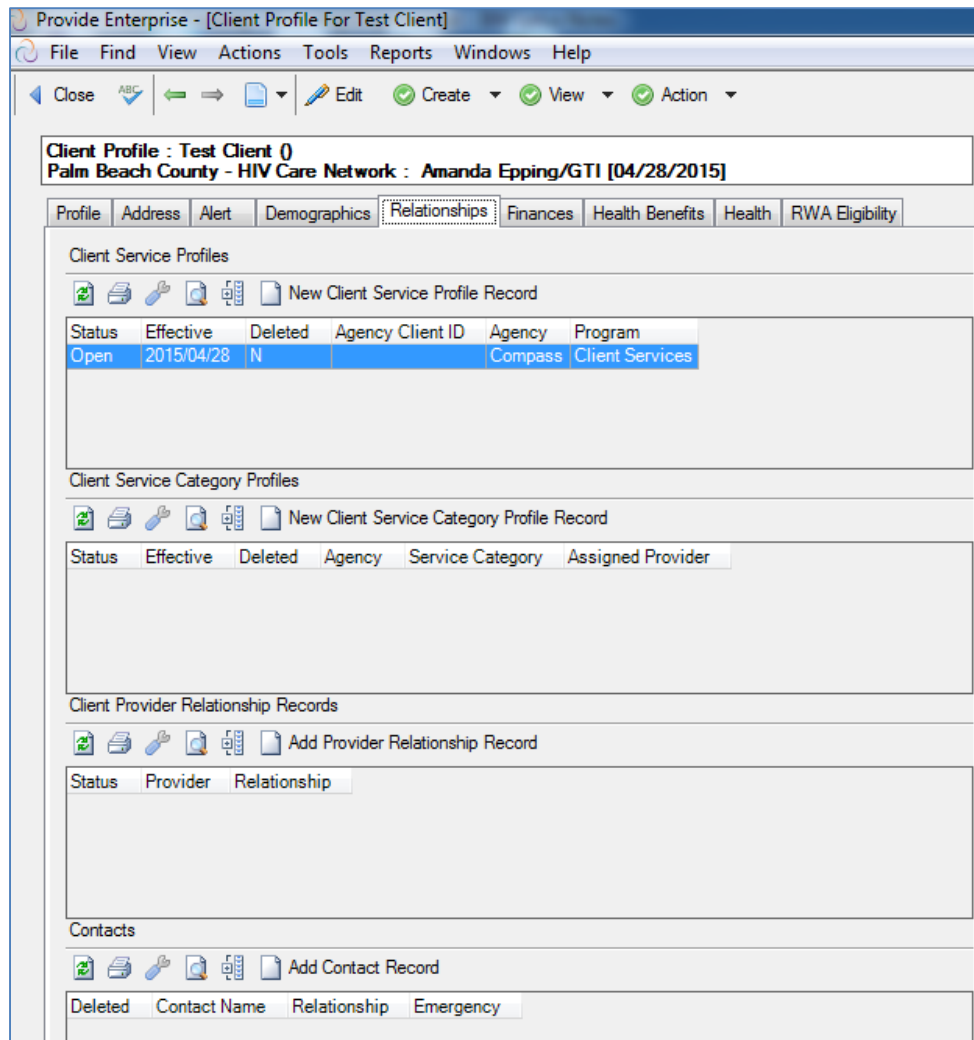 Provide Enterprise - [Client Profile For Test Client]
File Find View Actions Tools Reports Windows Help
Close ABC Edit Create View Action
Client Profile : Test Client ()
Palm Beach County - HIV Care Network : Amanda Epping/GTI [04/28/2015]
Profile Address Alert Demographics Relationships Finances Health Benefits Health RWA Eligibility
Client Service Profiles
New Client Service Profile Record
Status Effective Deleted Agency Client ID Agency Program
Open 2015/04/28 N Compass Client Services
Client Service Category Profiles
New Client Service Category Profile Record
Status Effective Deleted Agency Service Category Assigned Provider
Client Provider Relationship Records
Add Provider Relationship Record
Status Provider Relationship
Contacts
Add Contact Record
Deleted Contact Name Relationship Emergency